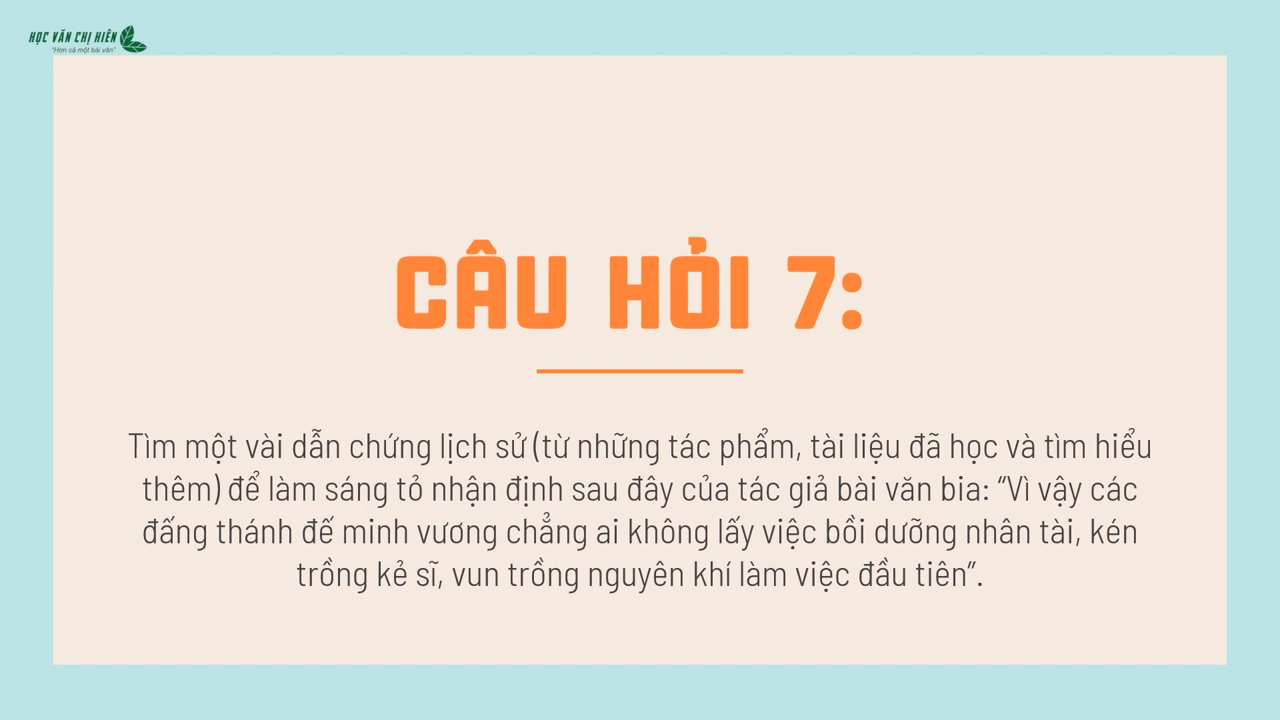 HỌC VĂN CHỊ HIÊN
"Hơn cả một bài văn"
CÂU HỎI 7:
Tìm một vài dẫn chứng lịch sử (từ những tác phẩm, tài liệu đã học và tìm hiểu
thêm) để làm sáng tỏ nhận định sau đây của tác giả bài văn bia: “Vì vậy các
đấng thánh đế minh vương chẳng ai không lấy việc bồi dưỡng nhân tài, kén
trồng kẻ sĩ, vun trồng nguyên khí làm việc đầu tiên”.